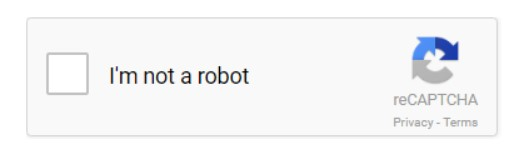 I'm not a robot
reCAPTCHA
Privacy - Terms